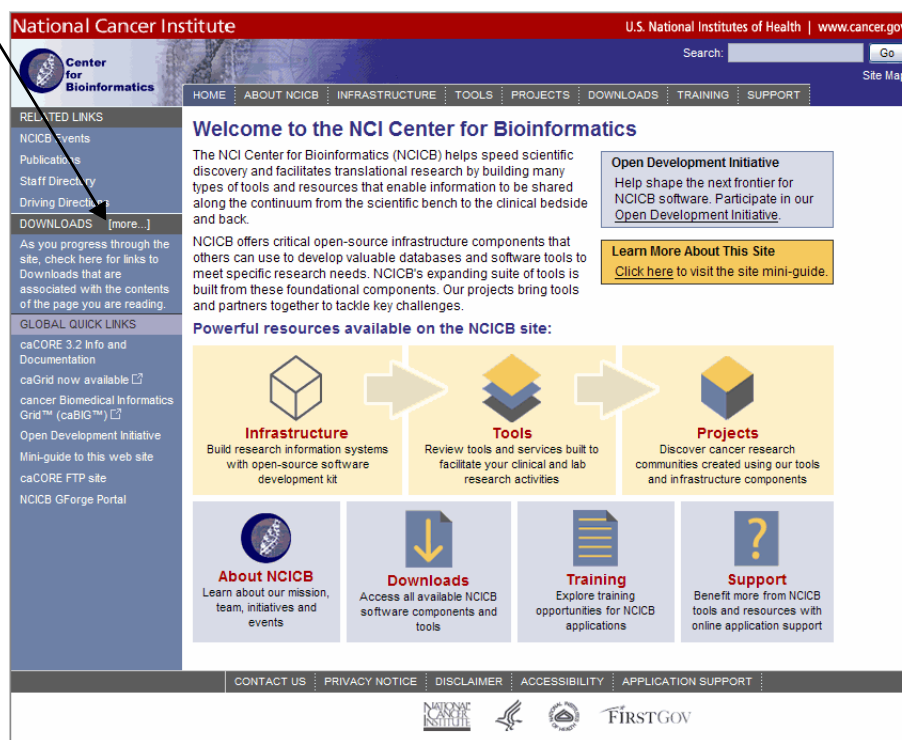 National Cancer Institute
U.S. National Institutes of Health | www.cancer.gov
Center
for
Bioinformatics
Search:
Go
Site Map
HOME ABOUT NCICB INFRASTRUCTURE TOOLS PROJECTS DOWNLOADS TRAINING SUPPORT
RELATED LINKS
NCICB Events
Publications
Staff Directory
Driving Directions
DOWNLOADS [more...]
As you progress through the
site, check here for links to
Downloads that are
associated with the contents
of the page you are reading.
GLOBAL QUICK LINKS
caCORE 3.2 Info and
Documentation
caGrid now available
cancer Biomedical Informatics
Grid™ (caBIG™)
Open Development Initiative
Mini-guide to this web site
caCORE FTP site
NCICB GForge Portal
Welcome to the NCI Center for Bioinformatics
The NCI Center for Bioinformatics (NCICB) helps speed scientific
discovery and facilitates translational research by building many
types of tools and resources that enable information to be shared
along the continuum from the scientific bench to the clinical bedside
and back.
NCICB offers critical open-source infrastructure components that
others can use to develop valuable databases and software tools to
meet specific research needs. NCICB's expanding suite of tools is
built from these foundational components. Our projects bring tools
and partners together to tackle key challenges.
Open Development Initiative
Help shape the next frontier for
NCICB software. Participate in our
Open Development Initiative.
Learn More About This Site
Click here to visit the site mini-guide.
Powerful resources available on the NCICB site:
Infrastructure
Build research information systems
with open-source software
development kit
Tools
Review tools and services built to
facilitate your clinical and lab
research activities
Projects
Discover cancer research
communities created using our tools
and infrastructure components
About NCICB
Learn about our mission,
team, initiatives and
events
Downloads
Access all available NCICB
software components and
tools
Training
Explore training
opportunities for NCICB
applications
Support
Benefit more from NCICB
tools and resources with
online application support
CONTACT US PRIVACY NOTICE DISCLAIMER ACCESSIBILITY APPLICATION SUPPORT
NATIONAL
CANCER
INSTITUTE
FIRSTGOV